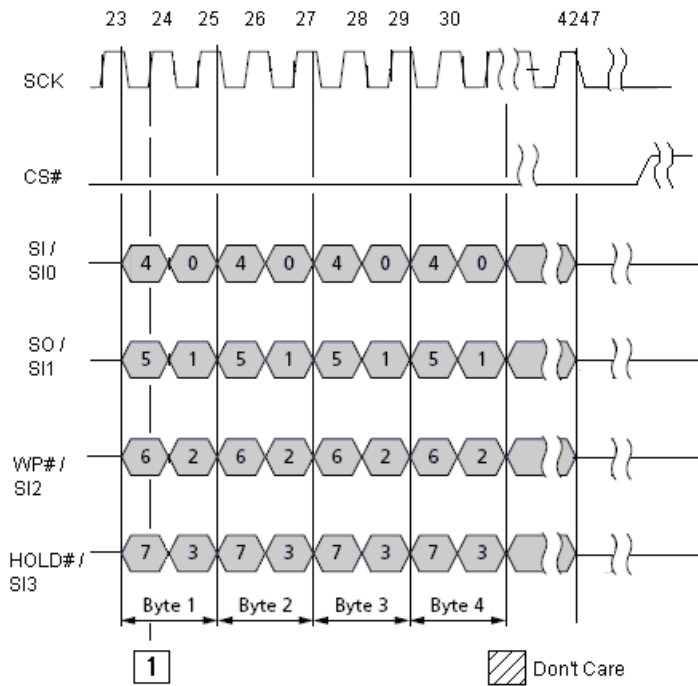 23 24 25 26 27 28 29 30 4247
SCK
CS#
SI /
SI0
4 0 4 0 4 0 4 0
SO /
SI1
5 1 5 1 5 1 5 1
WP# /
SI2
6 2 6 2 6 2 6 2
HOLD# /
SI3
7 3 7 3 7 3 7 3
Byte 1 Byte 2 Byte 3 Byte 4
1
Don't Care